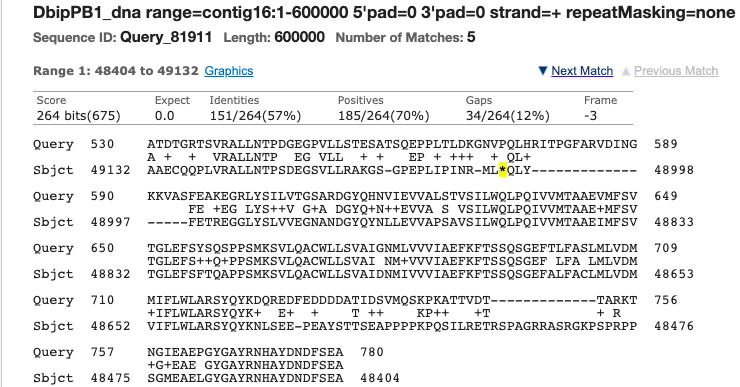 DbipPB1_dna range=contig16:1-600000 5'pad=0 3'pad=0 strand=+ repeatMasking=none
Sequence ID: Query_81911 Length: 600000 Number of Matches: 5
Range 1: 48404 to 49132 Graphics ▼ Next Match ▲ Previous Match
Score Expect Identities Positives Gaps Frame
264 bits(675) 0.0 151/264(57%) 185/264(70%) 34/264(12%) -3
Query 530 ATDTGRTSVRALLNTPDGEGPVLLSTESATSQEPPLTLDKGNVPQLHRITPGFARVDING 589
A + + VRALLNTP EG VLL + + EP + +++ + QL+
Sbjct 49132 AAECQQPLVRALLNTPSDEGSVLLRAKGS-GPEPLIPINR-ML*QLY------------- 48998
Query 590 KKVASFEAKEGRLYSILVTGSARDGYQHNVIEVVALSTVSILWQLPQIVVMTAAEVMFSV 649
FE +EG LYS++V G+A DGYQ+N++EVVA S VSILWQLPQIVVMTAAE+MFSV
Sbjct 48997 -----FETREGGLYSLVVEGNANDGYQYNLLEVVAPSAVSILWQLPQIVVMTAAEIMFSV 48833
Query 650 TGLEFSYSQSPPSMKSVLQACWLLSVAIGNMLVVVIAEFKFTSSQSGEFTLFASLMLVDM 709
TGLEFS++Q+PPSMKSVLQACWLLSVAI NM+VVVIAEFKFTSSQSGEF LFA LMLVDM
Sbjct 48832 TGLEFSFTQAPPSMKSVLQACWLLSVAIDNMIVVVIAEFKFTSSQSGEFTLFASLMLVDM 48653
Query 710 MIFLWLARSYQYKDQREDFEDDDDATIDSVMQSKPKATTVDT------------TARKT 756
+IFLWLARSYQYK+ E+ + T ++ KP++ +T + R
Sbjct 48652 VIFLWLARSYQYKNLSEE-PEAYSTTSEAPPPPKPQSILRETRSPAGRRASRGKPSPRPP 48476
Query 757 NGIEAEPGYGAYRNHAYDNDFSEA 780
+G+EAE GYGAYRNHAYDNDFSEA
Sbjct 48475 SGMEAELGYGAYRNHAYDNDFSEA 48404